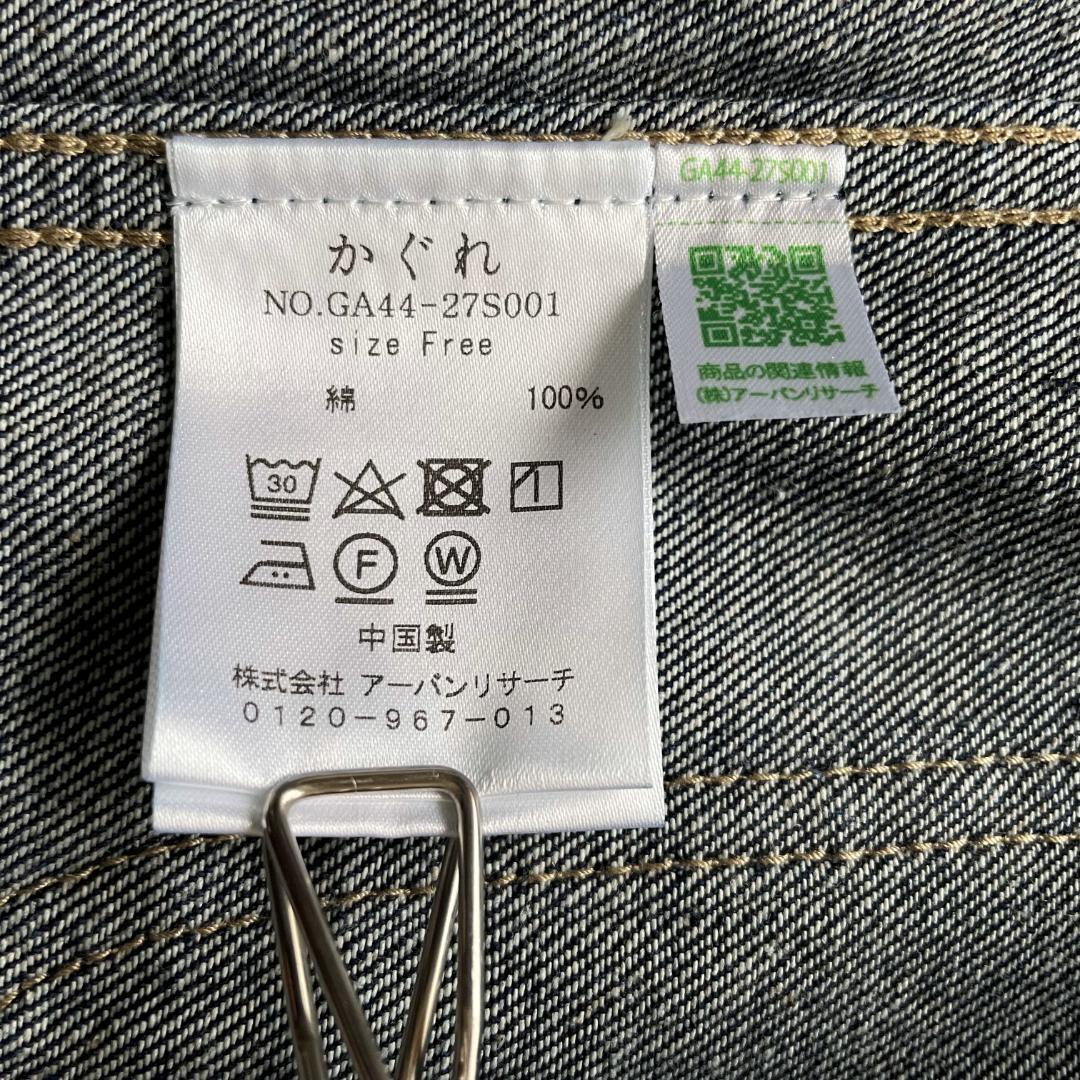 かぐれ
NO.GA44-27S001
size Free
綿 100%
30
F W
中国製
株式会社 アーバンリサーチ
0120-967-013
GA44-27S001
商品の関連情報
(株)アーバンリサーチ